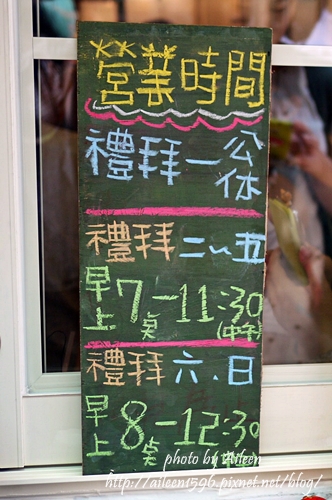 營業時間
禮拜一 公休
禮拜二~五
早上7點-11:30
(中午)
禮拜六.日
早上8點-12:30
photo by Aileen
http://aileen1596.pixnet.net/blog/